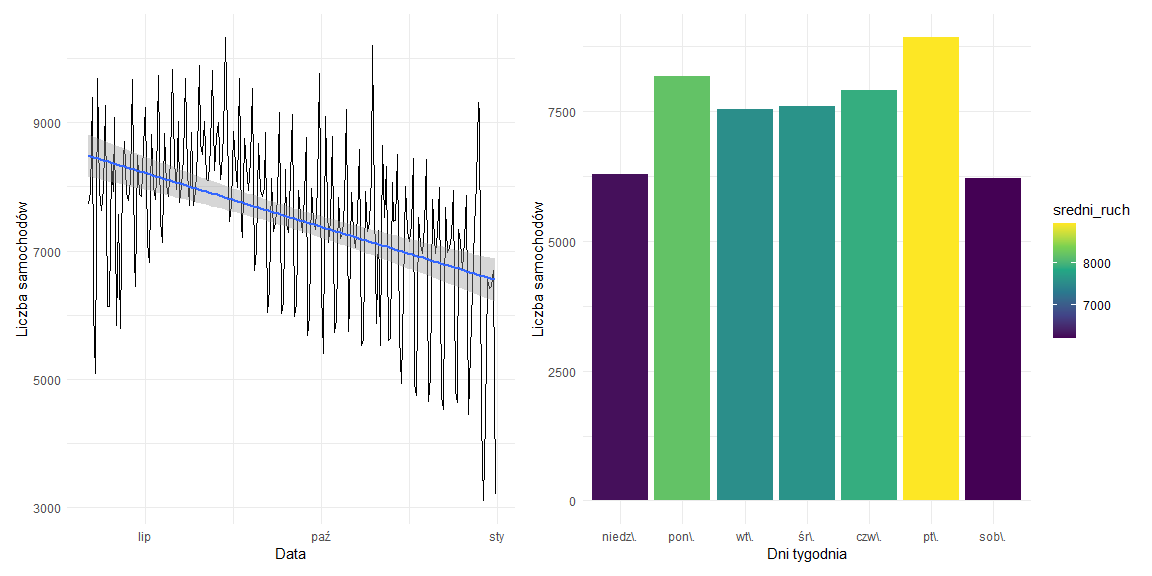 Liczba samochodów
9000
7000
5000
3000
lip
paź
sty
Data
Liczba samochodów
7500
5000
2500
0
niedz\.
pon\.
wt\.
śr\.
czw\.
pt\.
sob\.
Dni tygodnia
sredni_ruch
8000
7000